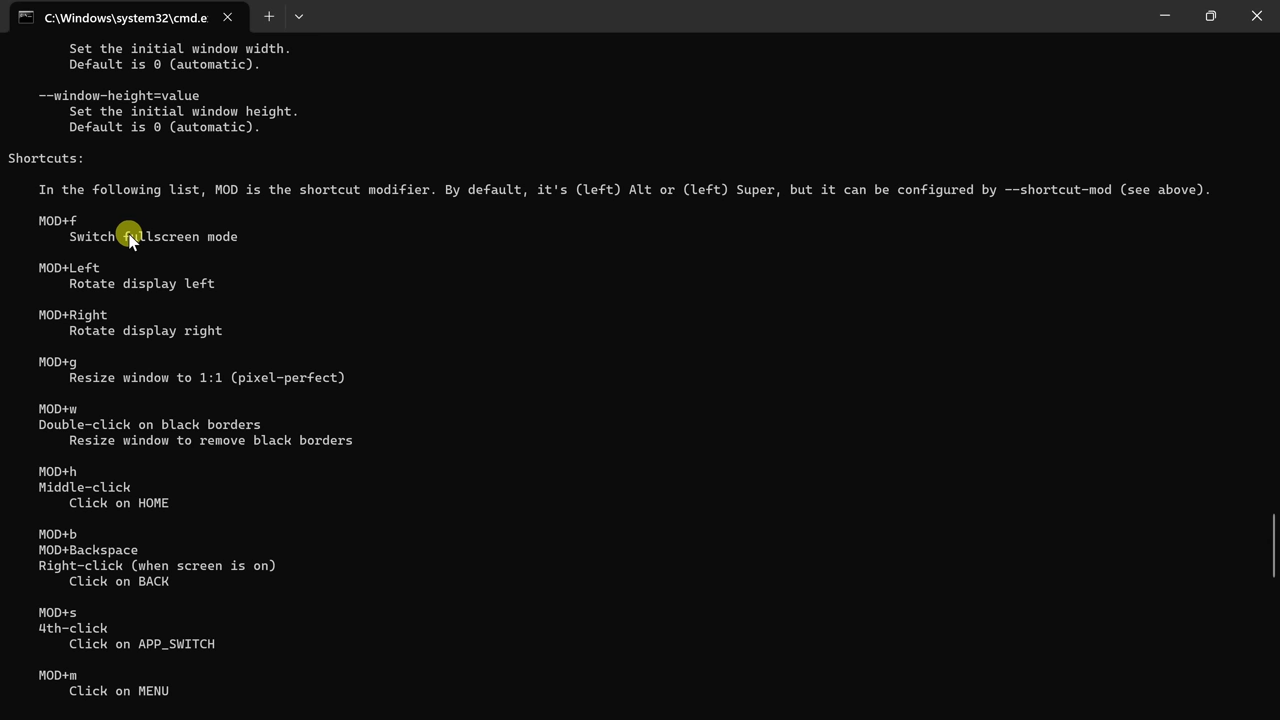 C:\Windows\system32\cmd.e
Set the initial window width.
Default is 0 (automatic).
--window-height=value
Set the initial window height.
Default is 0 (automatic).
Shortcuts:
In the following list, MOD is the shortcut modifier. By default, it's (left) Alt or (left) Super, but it can be configured by --shortcut-mod (see above).
MOD+f
Switch fullscreen mode
MOD+Left
Rotate display left
MOD+Right
Rotate display right
MOD+g
Resize window to 1:1 (pixel-perfect)
MOD+w
Double-click on black borders
Resize window to remove black borders
MOD+h
Middle-click
Click on HOME
MOD+b
MOD+Backspace
Right-click (when screen is on)
Click on BACK
MOD+s
4th-click
Click on APP_SWITCH
MOD+m
Click on MENU